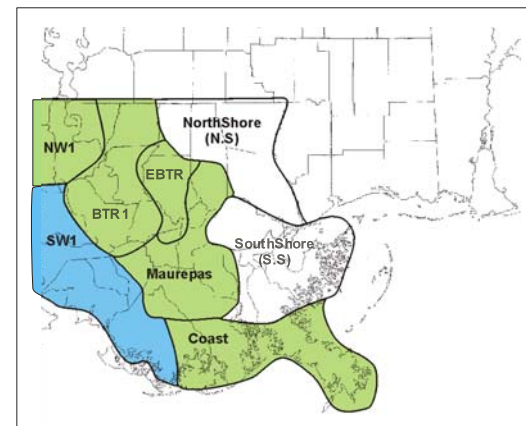 NorthShore
(N.S)
NW1
EBTR
BTR 1
SW1
SouthShore
(S.S)
Maurepas
Coast